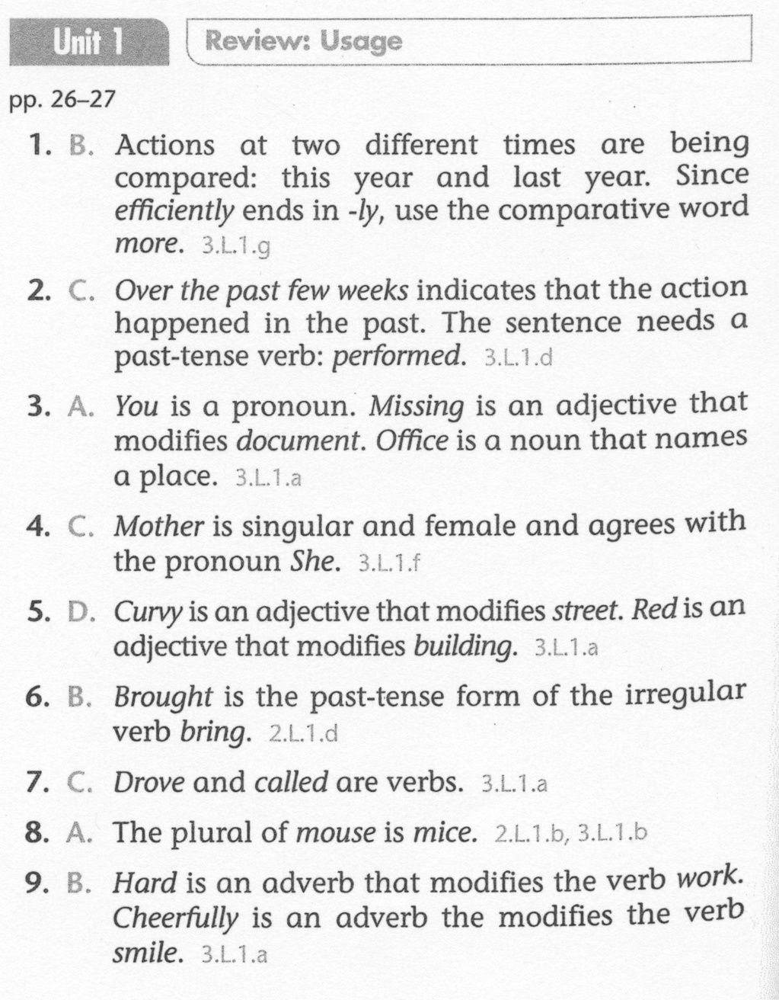 Unit 1 Review: Usage
pp. 26–27
1. B. Actions at two different times are being
compared: this year and last year. Since
efficiently ends in -ly, use the comparative word
more. 3.L.1.g
2. C. Over the past few weeks indicates that the action
happened in the past. The sentence needs a
past-tense verb: performed. 3.L.1.d
3. A. You is a pronoun. Missing is an adjective that
modifies document. Office is a noun that names
a place. 3.L.1.a
4. C. Mother is singular and female and agrees with
the pronoun She. 3.L.1.f
5. D. Curvy is an adjective that modifies street. Red is an
adjective that modifies building. 3.L.1.a
6. B. Brought is the past-tense form of the irregular
verb bring. 2.L.1.d
7. C. Drove and called are verbs. 3.L.1.a
8. A. The plural of mouse is mice. 2.L.1.b, 3.L.1.b
9. B. Hard is an adverb that modifies the verb work.
Cheerfully is an adverb the modifies the verb
smile. 3.L.1.a